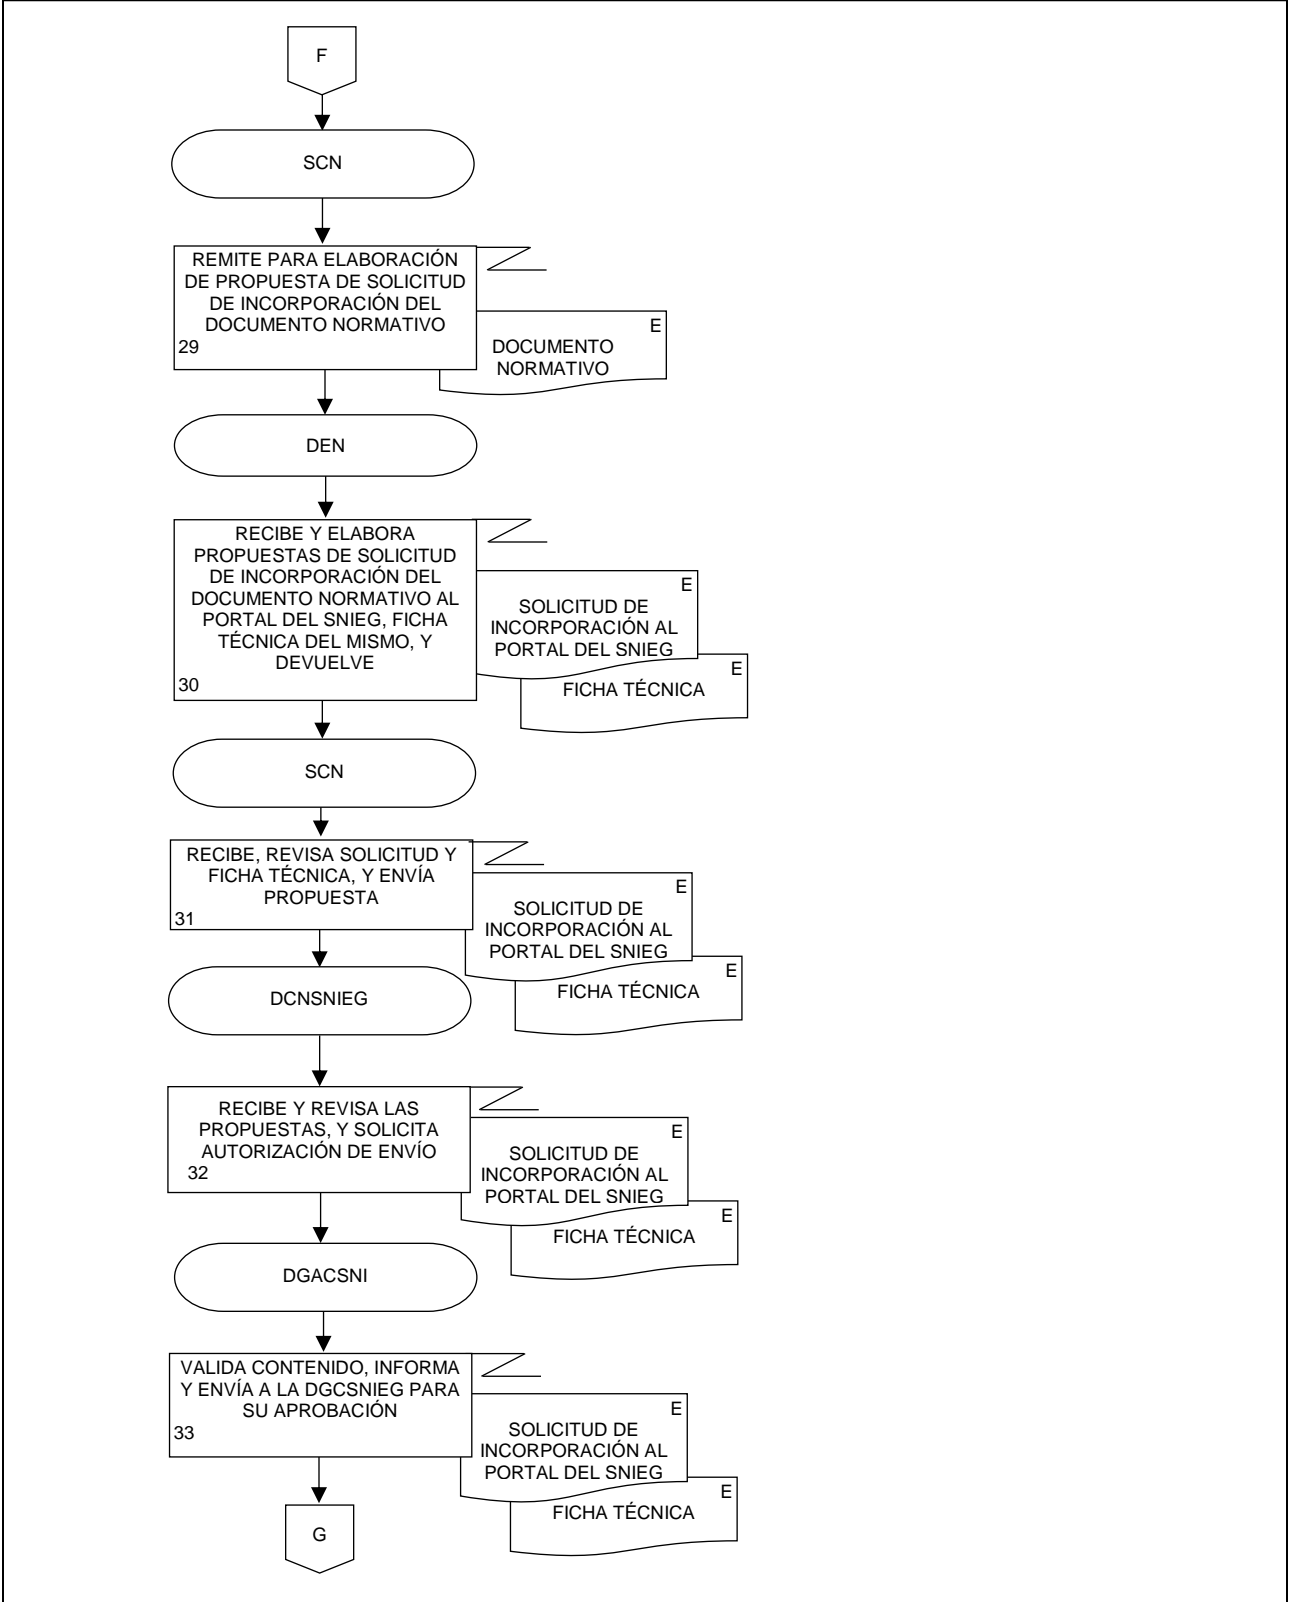 F
SCN
REMITE PARA ELABORACIÓN
DE PROPUESTA DE SOLICITUD
DE INCORPORACIÓN DEL
DOCUMENTO NORMATIVO
29
E
DOCUMENTO
NORMATIVO
DEN
RECIBE Y ELABORA
PROPUESTAS DE SOLICITUD
DE INCORPORACIÓN DEL
DOCUMENTO NORMATIVO AL
PORTAL DEL SNIEG, FICHA
TÉCNICA DEL MISMO, Y
DEVUELVE
30
E
SOLICITUD DE
INCORPORACIÓN AL
PORTAL DEL SNIEG
E
FICHA TÉCNICA
SCN
RECIBE, REVISA SOLICITUD Y
FICHA TÉCNICA, Y ENVÍA
PROPUESTA
31
E
SOLICITUD DE
INCORPORACIÓN AL
PORTAL DEL SNIEG
E
FICHA TÉCNICA
DCNSNIEG
RECIBE Y REVISA LAS
PROPUESTAS, Y SOLICITA
AUTORIZACIÓN DE ENVÍO
32
E
SOLICITUD DE
INCORPORACIÓN AL
PORTAL DEL SNIEG
E
FICHA TÉCNICA
DGACSNI
VALIDA CONTENIDO, INFORMA
Y ENVÍA A LA DGCSNIEG PARA
SU APROBACIÓN
33
E
SOLICITUD DE
INCORPORACIÓN AL
PORTAL DEL SNIEG
E
FICHA TÉCNICA
G